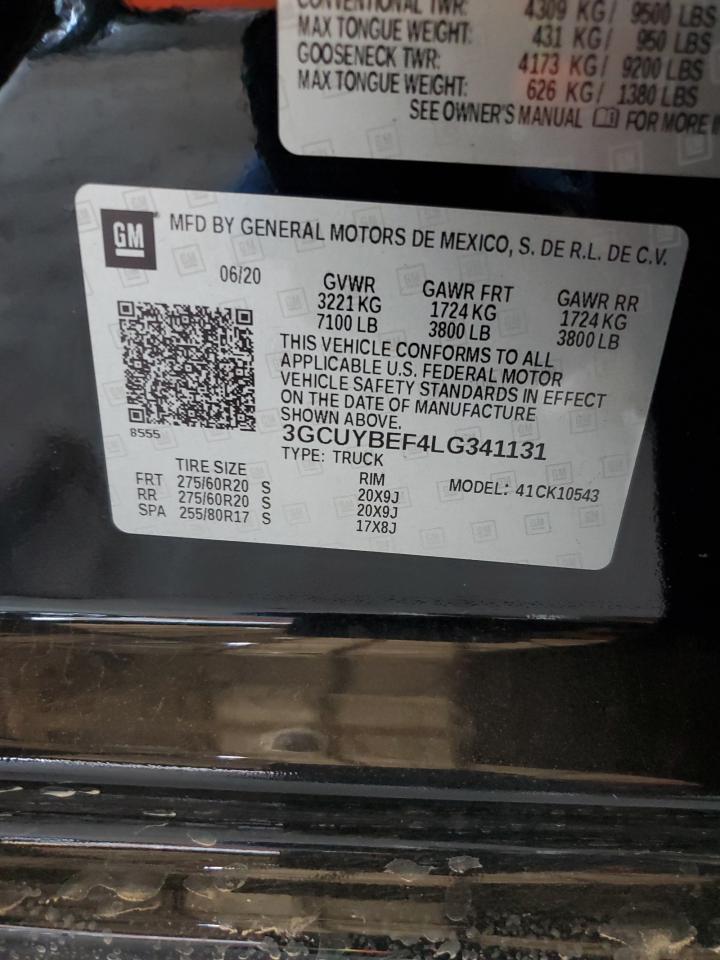 CONVENTIONAL TWR: 4309 KG/ 9500 LBS
MAX TONGUE WEIGHT: 431 KG/ 950 LBS
GOOSENECK TWR: 4173 KG/ 9200 LBS
MAX TONGUE WEIGHT: 626 KG/ 1380 LBS
SEE OWNER'S MANUAL FOR MORE
GM MFD BY GENERAL MOTORS DE MEXICO, S. DE R.L. DE C.V.
06/20 GVWR GAWR FRT GAWR RR
3221 KG 1724 KG 1724 KG
7100 LB 3800 LB 3800 LB
THIS VEHICLE CONFORMS TO ALL
APPLICABLE U.S. FEDERAL MOTOR
VEHICLE SAFETY STANDARDS IN EFFECT
ON THE DATE OF MANUFACTURE
SHOWN ABOVE.
8555
3GCUYBEF4LG341131
TYPE: TRUCK
TIRE SIZE RIM MODEL: 41CK10543
FRT 275/60R20 S 20X9J
RR 275/60R20 S 20X9J
SPA 255/80R17 S 17X8J